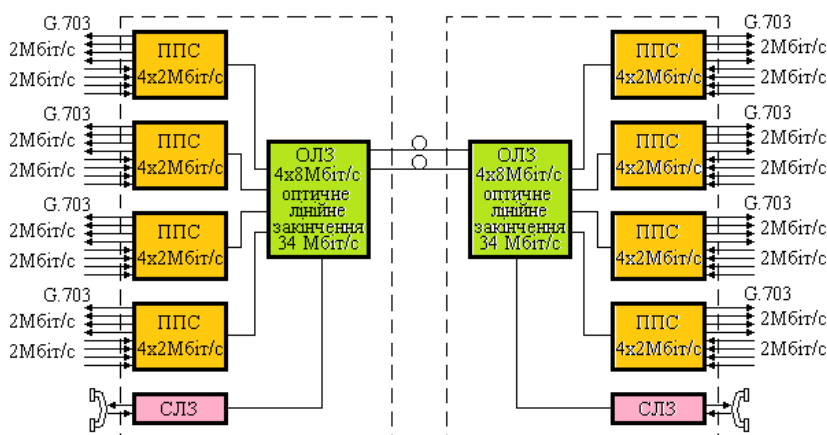 G.703
2Мбіт/с
2Мбіт/с
ППС
4х2Мбіт/с
G.703
2Мбіт/с
2Мбіт/с
ППС
4х2Мбіт/с
G.703
2Мбіт/с
2Мбіт/с
ППС
4х2Мбіт/с
G.703
2Мбіт/с
2Мбіт/с
ППС
4х2Мбіт/с
СЛЗ
ОЛЗ
4х8Мбіт/с
оптичне
лінійне
закінчення
34 Мбіт/с
ОЛЗ
4х8Мбіт/с
оптичне
лінійне
закінчення
34 Мбіт/с
ППС
4х2Мбіт/с
G.703
2Мбіт/с
2Мбіт/с
ППС
4х2Мбіт/с
G.703
2Мбіт/с
2Мбіт/с
ППС
4х2Мбіт/с
G.703
2Мбіт/с
2Мбіт/с
ППС
4х2Мбіт/с
G.703
2Мбіт/с
2Мбіт/с
СЛЗ